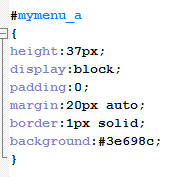 #mymenu_a
{
height:37px;
display:block;
padding:0;
margin:20px auto;
border:1px solid;
background:#3e698c;
}